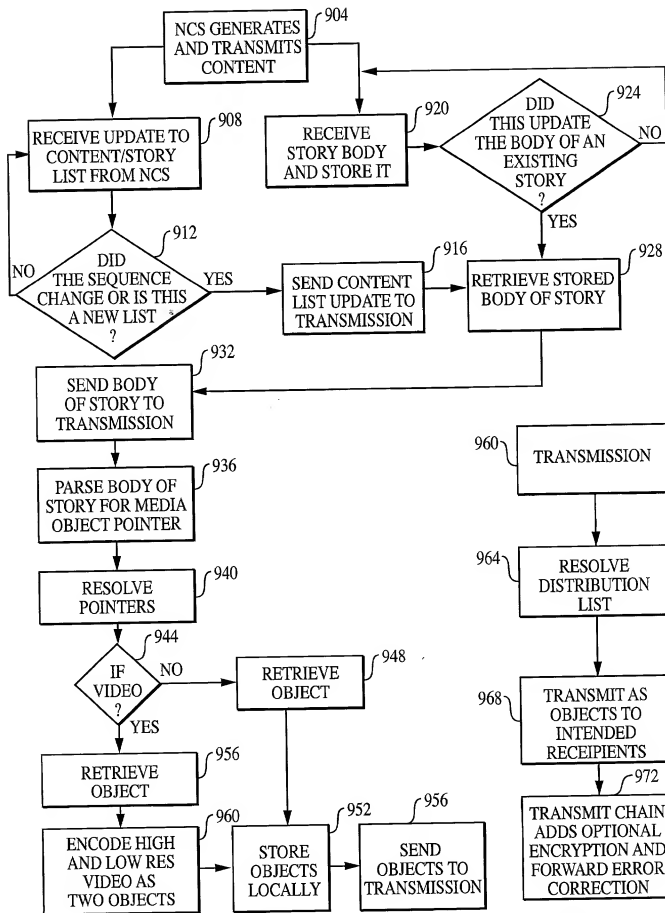 NCS GENERATES
AND TRANSMITS
CONTENT
904
RECEIVE UPDATE TO
CONTENT/STORY
LIST FROM NCS
908
RECEIVE
STORY BODY
AND STORE IT
920
DID
THIS UPDATE
THE BODY OF AN
EXISTING
STORY
?
924
NO
YES
DID
THE SEQUENCE
CHANGE OR IS THIS
A NEW LIST
?
912
NO
YES
SEND CONTENT
LIST UPDATE TO
TRANSMISSION
916
RETRIEVE STORED
BODY OF STORY
928
932
SEND BODY
OF STORY TO
TRANSMISSION
936
PARSE BODY OF
STORY FOR MEDIA
OBJECT POINTER
940
RESOLVE
POINTERS
944
IF
VIDEO
?
NO
YES
948
RETRIEVE
OBJECT
956
RETRIEVE
OBJECT
960
ENCODE HIGH
AND LOW RES
VIDEO AS
TWO OBJECTS
952
STORE
OBJECTS
LOCALLY
956
SEND
OBJECTS TO
TRANSMISSION
960
TRANSMISSION
964
RESOLVE
DISTRIBUTION
LIST
968
TRANSMIT AS
OBJECTS TO
INTENDED
RECEIPIENTS
972
TRANSMIT CHAIN
ADDS OPTIONAL
ENCRYPTION AND
FORWARD ERROR
CORRECTION